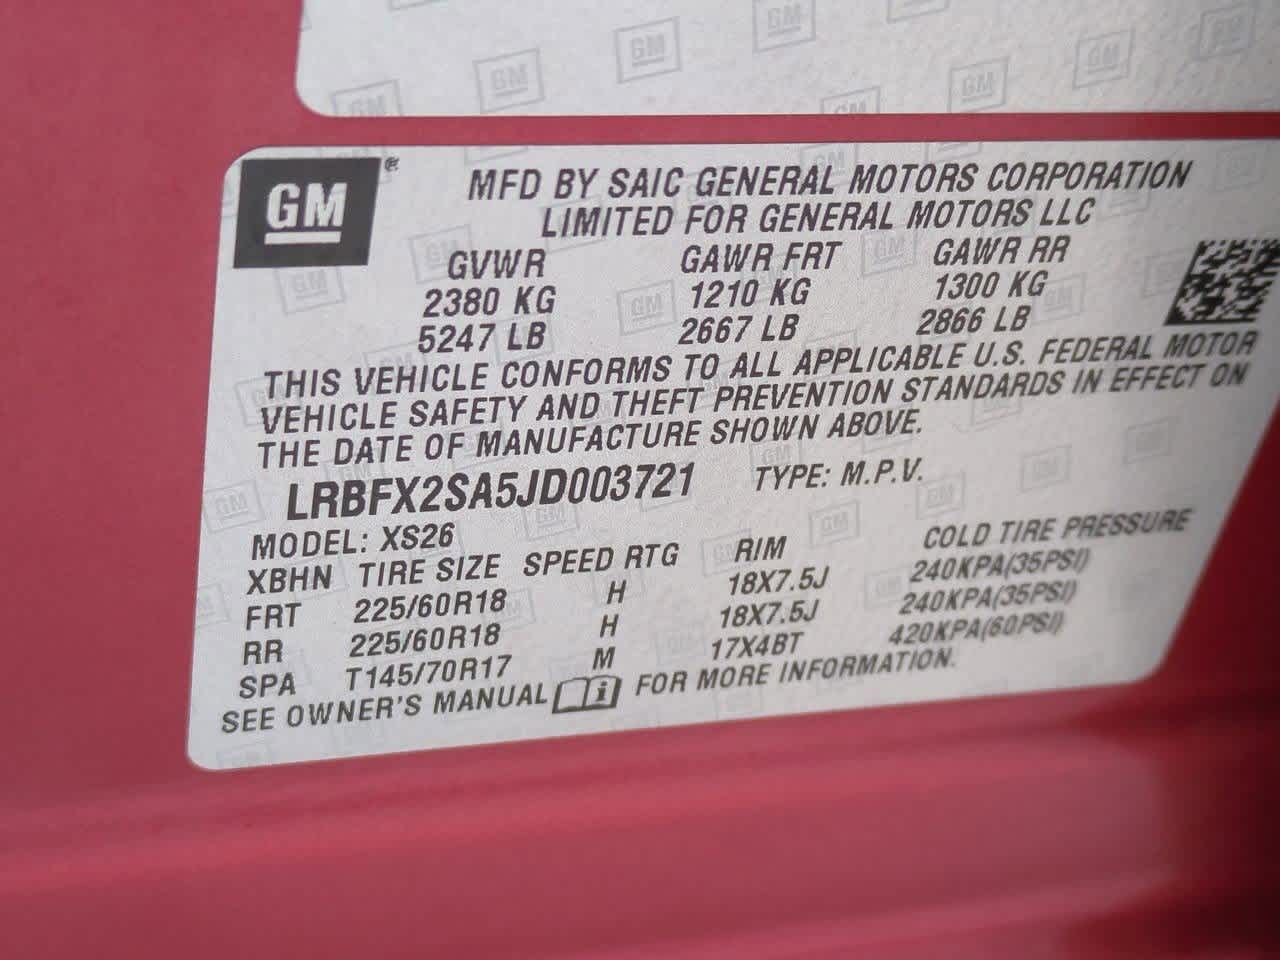 GM ®
MFD BY SAIC GENERAL MOTORS CORPORATION
LIMITED FOR GENERAL MOTORS LLC
GVWR GAWR FRT GAWR RR
2380 KG 1210 KG 1300 KG
5247 LB 2667 LB 2866 LB
THIS VEHICLE CONFORMS TO ALL APPLICABLE U.S. FEDERAL MOTOR
VEHICLE SAFETY AND THEFT PREVENTION STANDARDS IN EFFECT ON
THE DATE OF MANUFACTURE SHOWN ABOVE.
LRBFX2SA5JD003721 TYPE: M.P.V.
MODEL: XS26
XBHN TIRE SIZE SPEED RTG RIM COLD TIRE PRESSURE
FRT 225/60R18 H 18X7.5J 240KPA(35PSI)
RR 225/60R18 H 18X7.5J 240KPA(35PSI)
SPA T145/70R17 M 17X4BT 420KPA(60PSI)
SEE OWNER'S MANUAL i FOR MORE INFORMATION.